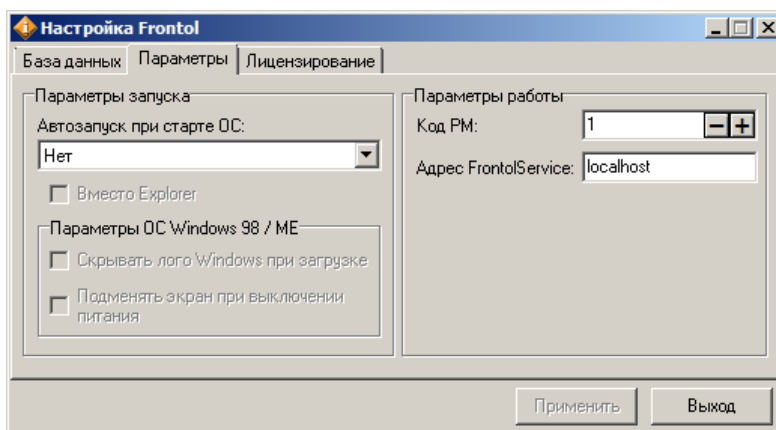 Настройка Frontol
База данных Параметры Лицензирование
Параметры запуска
Автозапуск при старте ОС:
Нет
Вместо Explorer
Параметры ОС Windows 98 / ME
Скрывать лого Windows при загрузке
Подменять экран при выключении
питания
Параметры работы
Код РМ: 1
Адрес FrontolService: localhost
Применить Выход